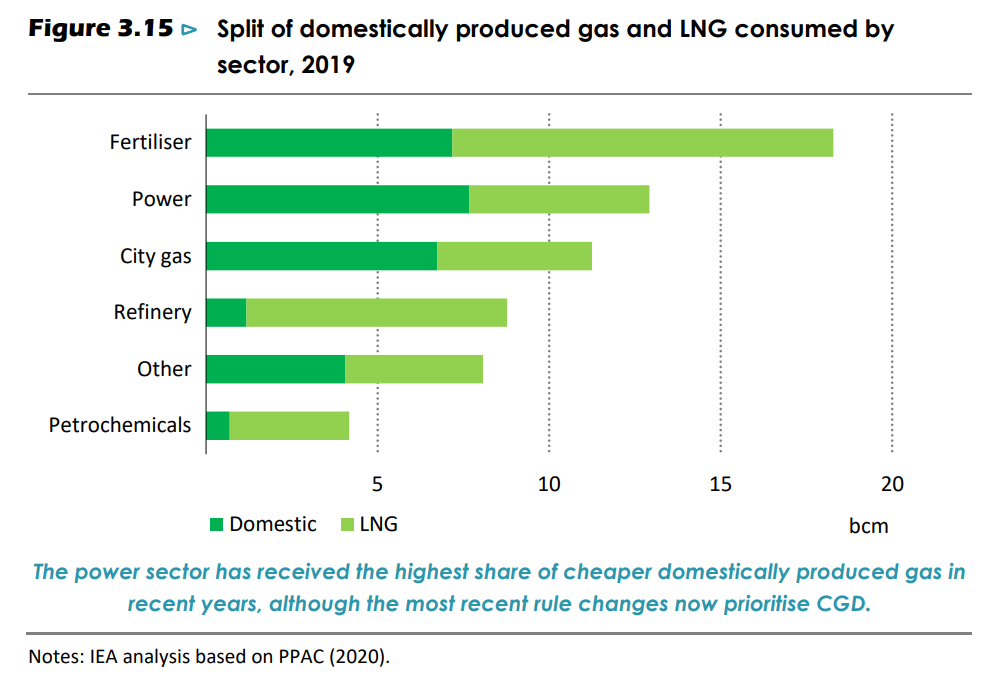 Figure 3.15 ▻ Split of domestically produced gas and LNG consumed by
sector, 2019
Fertiliser
Power
City gas
Refinery
Other
Petrochemicals
5 10 15 20
Domestic LNG bcm
The power sector has received the highest share of cheaper domestically produced gas in
recent years, although the most recent rule changes now prioritise CGD.
Notes: IEA analysis based on PPAC (2020).